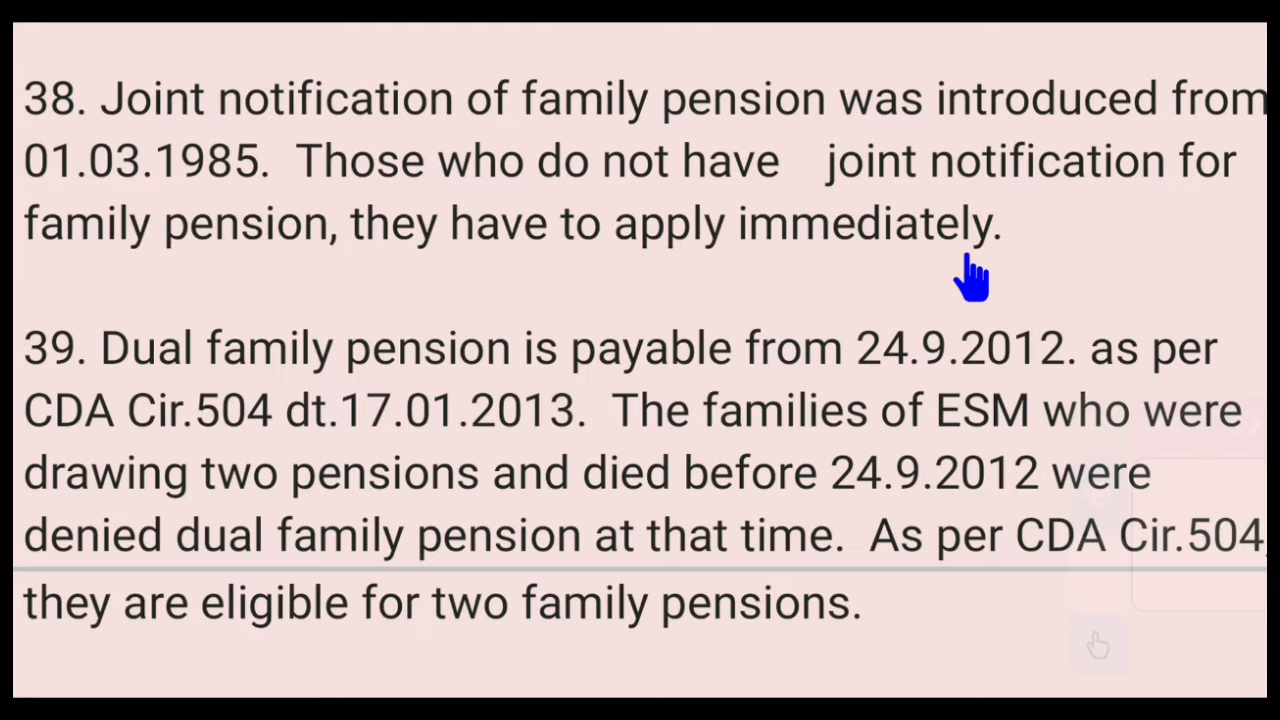 38. Joint notification of family pension was introduced from
01.03.1985. Those who do not have joint notification for
family pension, they have to apply immediately.
39. Dual family pension is payable from 24.9.2012. as per
CDA Cir.504 dt.17.01.2013. The families of ESM who were
drawing two pensions and died before 24.9.2012 were
denied dual family pension at that time. As per CDA Cir.504,
they are eligible for two family pensions.